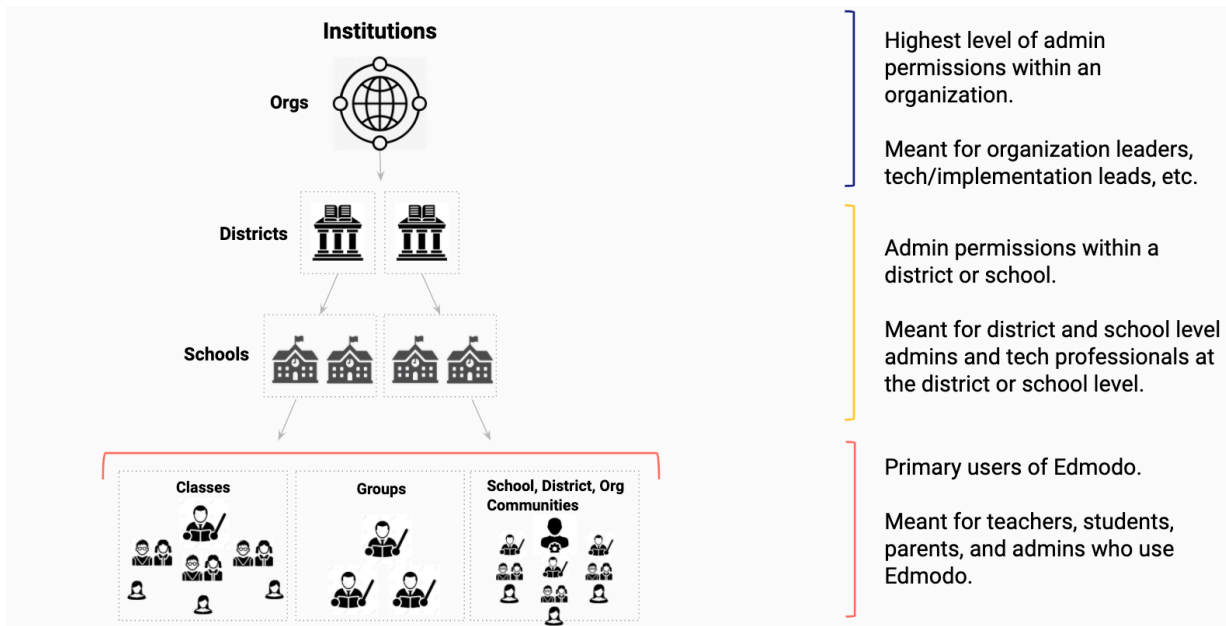 Institutions
Orgs
Districts
Schools
Classes
Groups
School, District, Org
Communities
Highest level of admin
permissions within an
organization.
Meant for organization leaders,
tech/implementation leads, etc.
Admin permissions within a
district or school.
Meant for district and school level
admins and tech professionals at
the district or school level.
Primary users of Edmodo.
Meant for teachers, students,
parents, and admins who use
Edmodo.